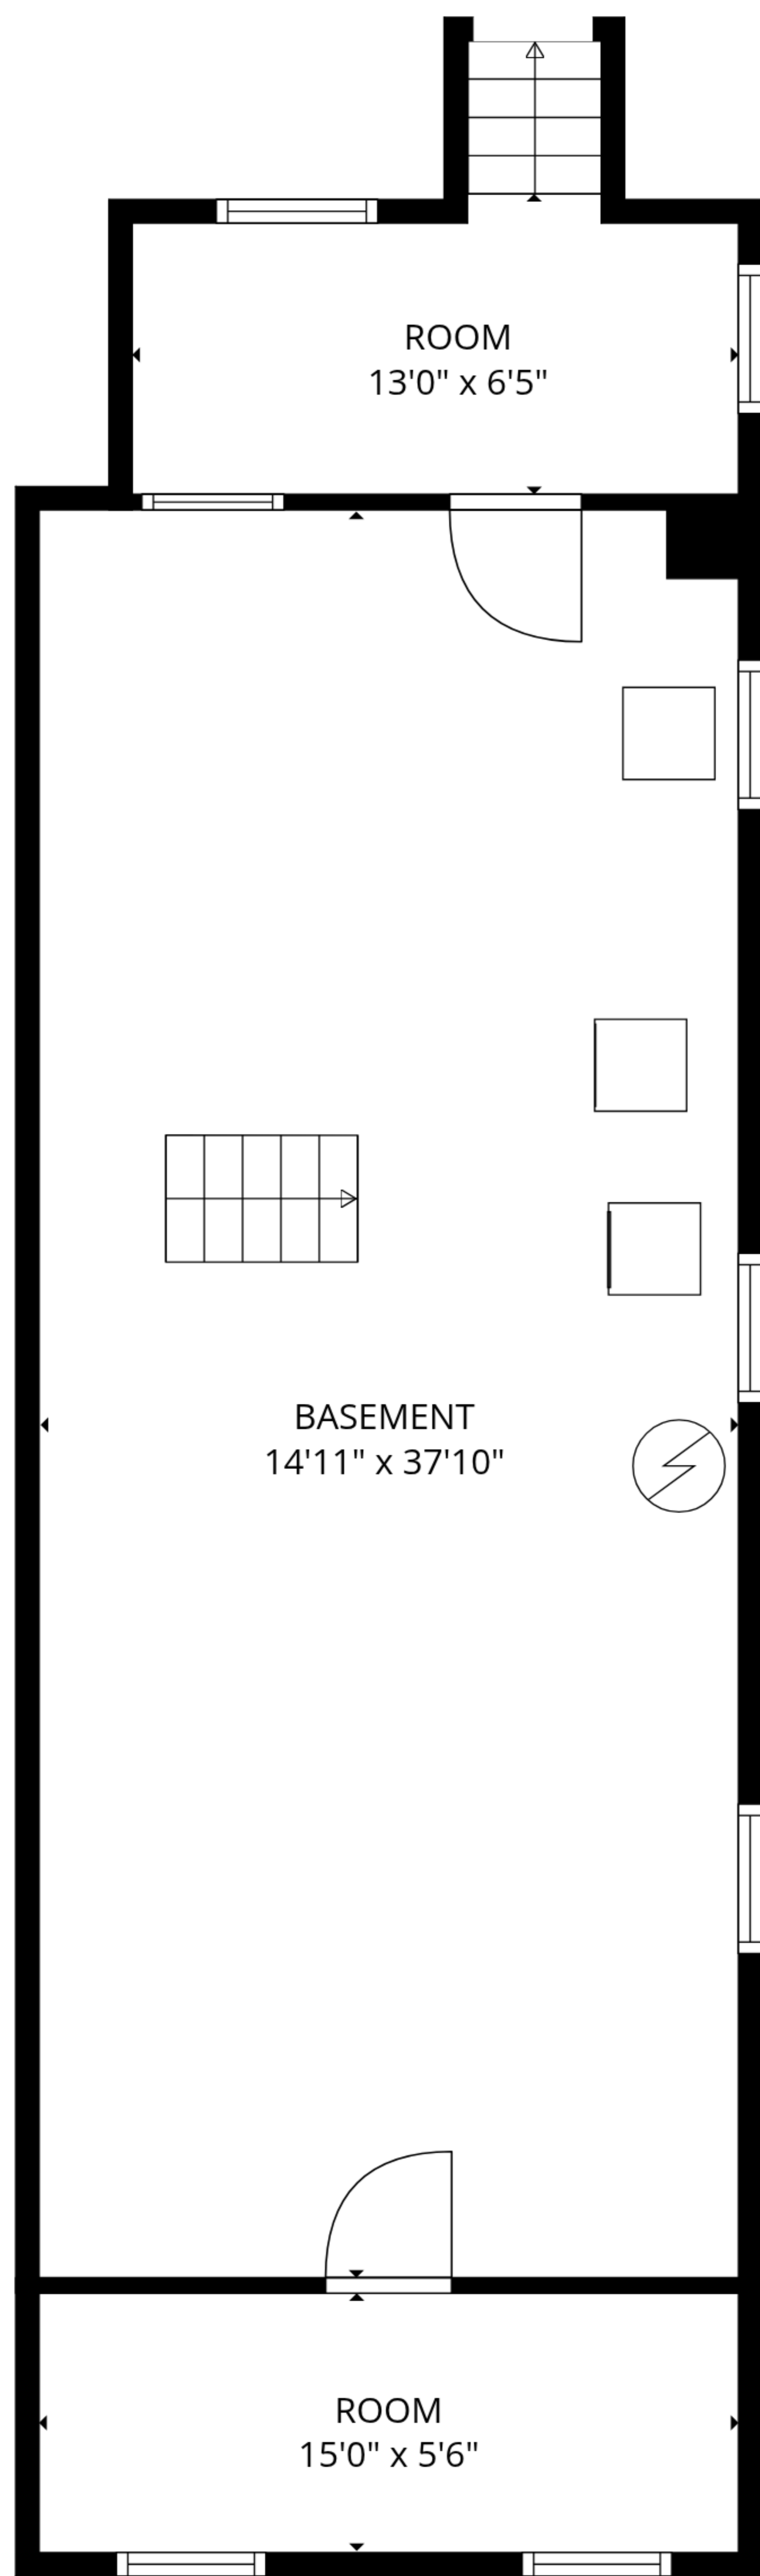 ROOM
13'0" x 6'5"
BASEMENT
14'11" x 37'10"
ROOM
15'0" x 5'6"